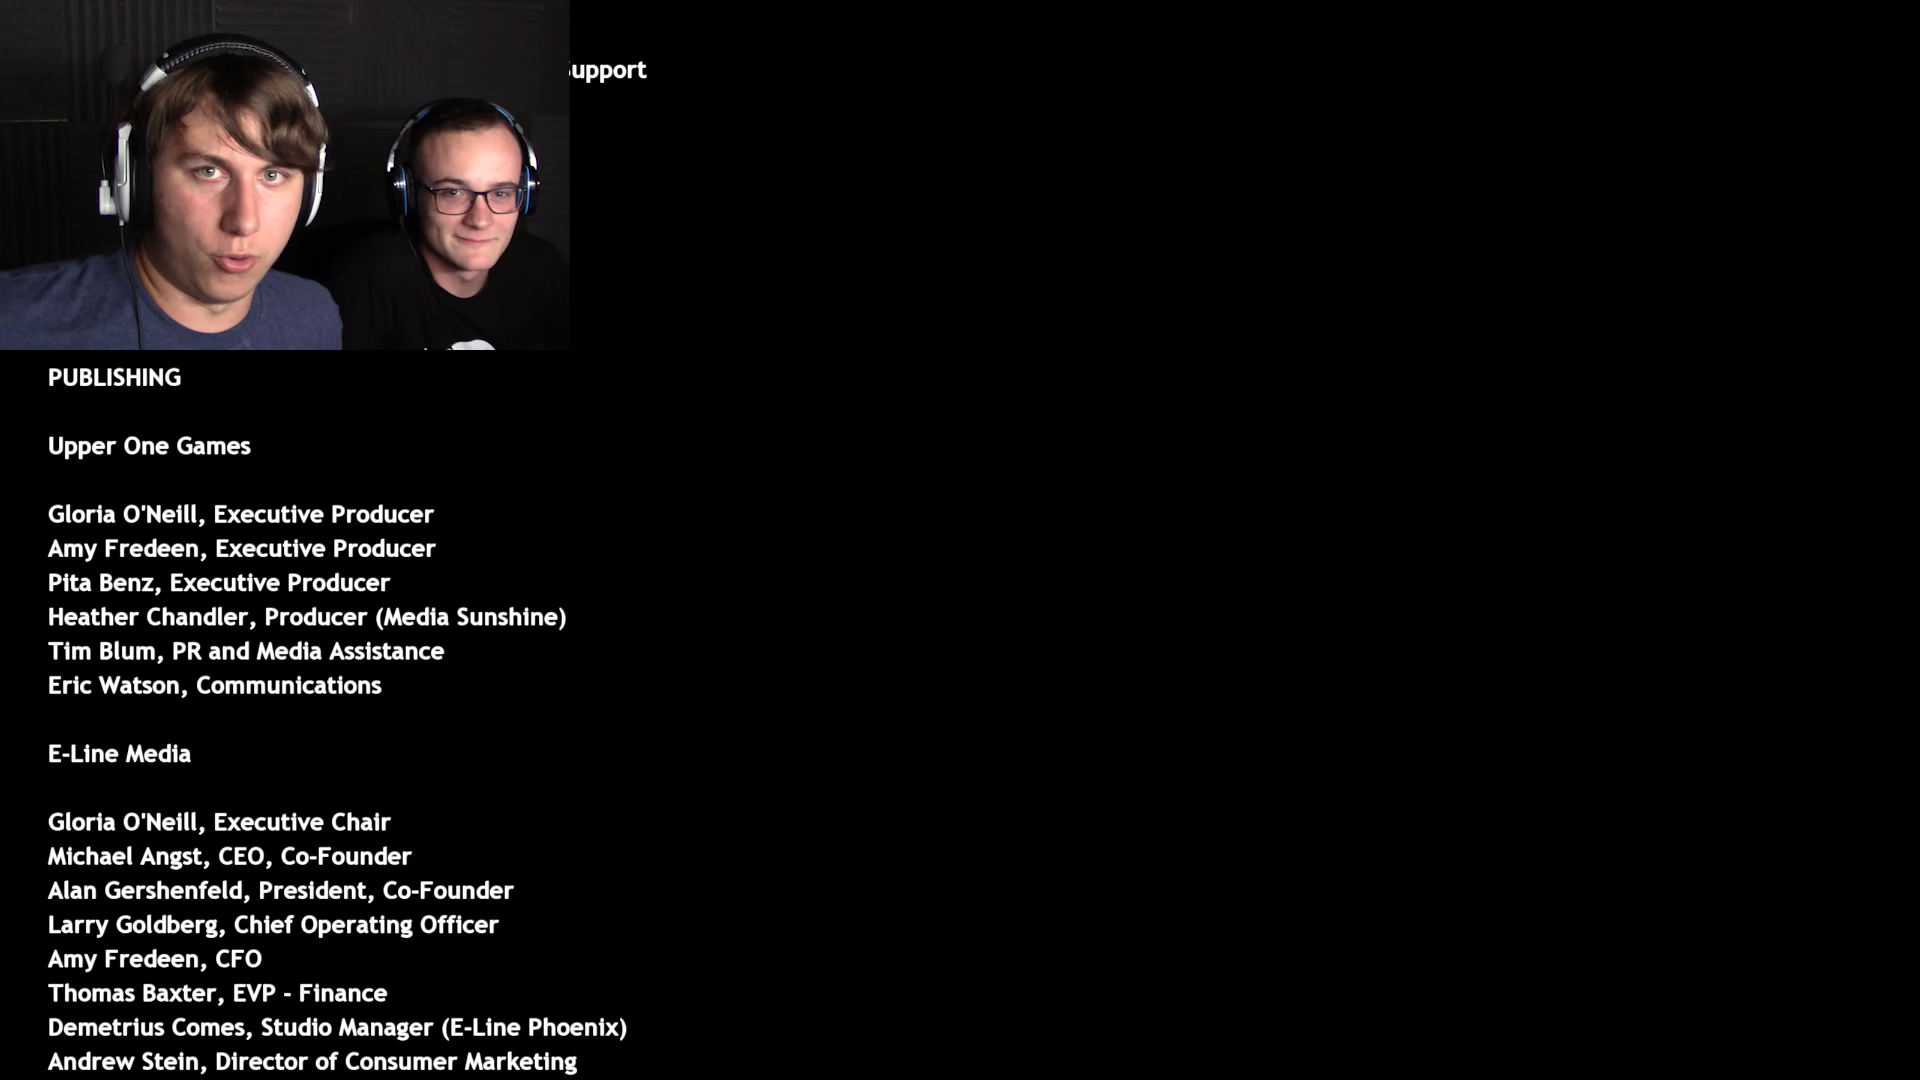 Support
PUBLISHING
Upper One Games
Gloria O'Neill, Executive Producer
Amy Fredeen, Executive Producer
Pita Benz, Executive Producer
Heather Chandler, Producer (Media Sunshine)
Tim Blum, PR and Media Assistance
Eric Watson, Communications
E-Line Media
Gloria O'Neill, Executive Chair
Michael Angst, CEO, Co-Founder
Alan Gershenfeld, President, Co-Founder
Larry Goldberg, Chief Operating Officer
Amy Fredeen, CFO
Thomas Baxter, EVP - Finance
Demetrius Comes, Studio Manager (E-Line Phoenix)
Andrew Stein, Director of Consumer Marketing